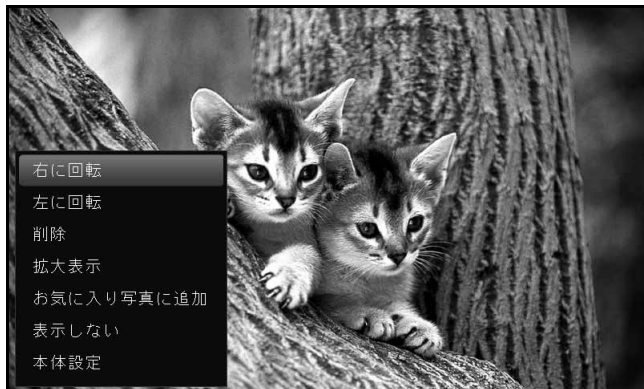 右に回転
左に回転
削除
拡大表示
お気に入り写真に追加
表示しない
本体設定